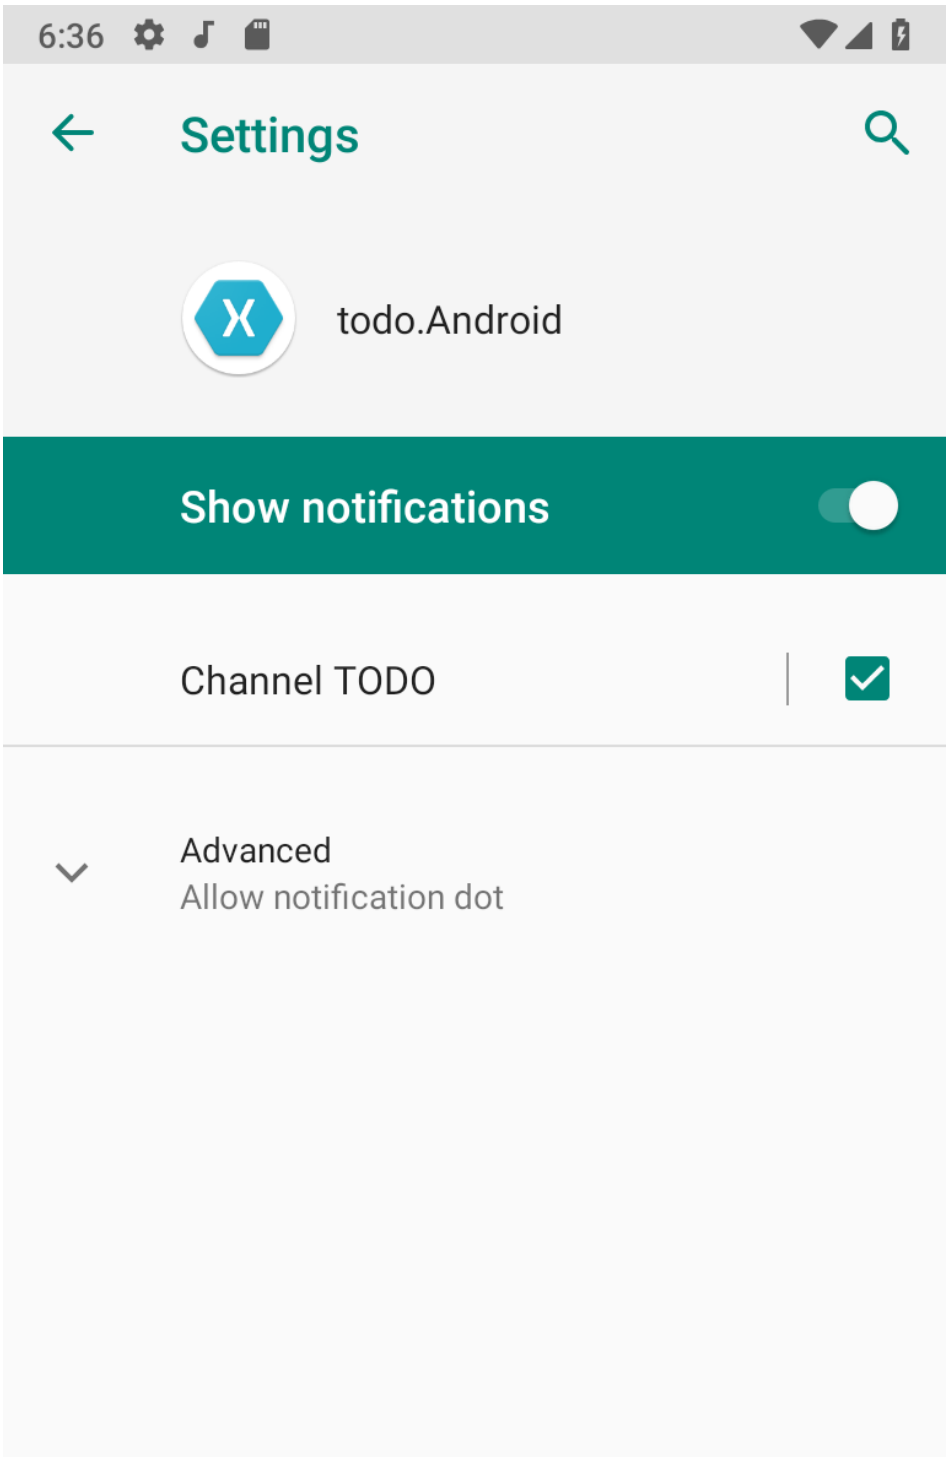 6:36
Settings
todo.Android
Show notifications
Channel TODO
Advanced
Allow notification dot